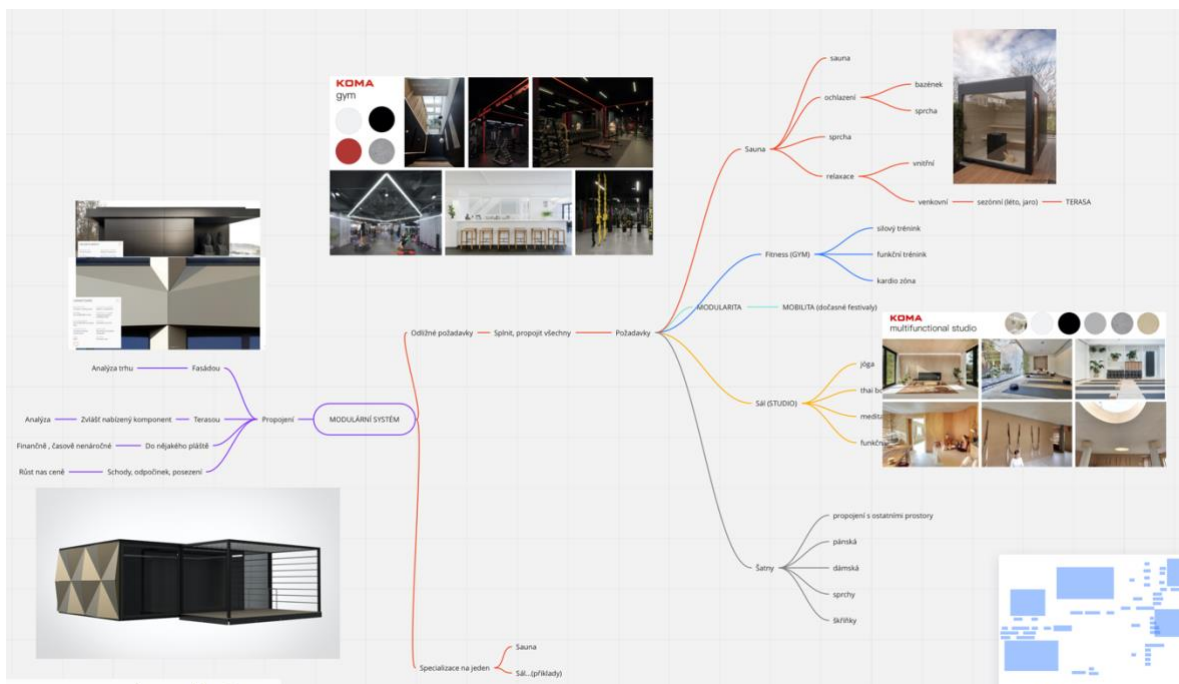 KOMA
gym
sauna
ochlazení
bazének
sprcha
sprcha
Sauna
relaxace
vnitřní
venkovní
sezónní (léto, jaro)
TERASA
Fitness (GYM)
silový trénink
funkční trénink
kardio zóna
MODULARITA
MOBILITA (dočasné festivaly)
KOMA
multifunctional studio
Odližné požadavky
Splnit, propojit všechny
Požadavky
Sál (STUDIO)
jóga
thai
Analýza trhu
Fasádou
Analýza
Zvlášť nabízený komponent
Terasou
Propojení
MODULÁRNÍ SYSTÉM
Finančně , časově nenáročné
Do nějakého pláště
Růst nas ceně
Schody, odpočinek, posezení
Šatny
propojení s ostatními prostory
pánská
dámská
sprchy
škříňky
Specializace na jeden
Sauna
Sál...(příklady)